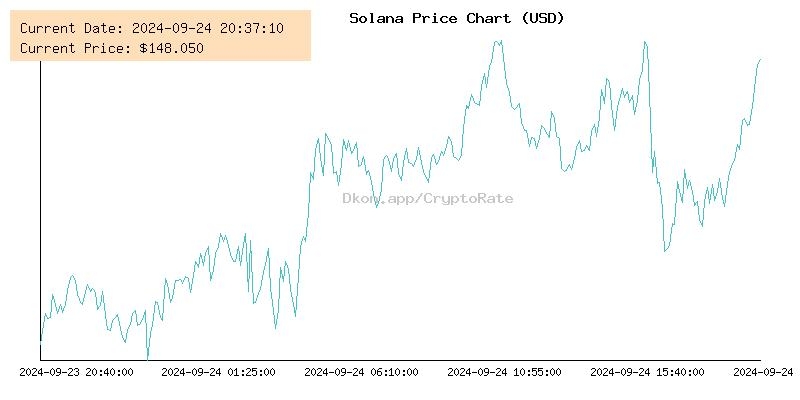 Solana Price Chart (USD)
Current Date: 2024-09-24 20:37:10
Current Price: $148.050
Dkon.app/CryptoRate
2024-09-23 20:40:00 2024-09-24 01:25:00 2024-09-24 06:10:00 2024-09-24 10:55:00 2024-09-24 15:40:00 2024-09-24